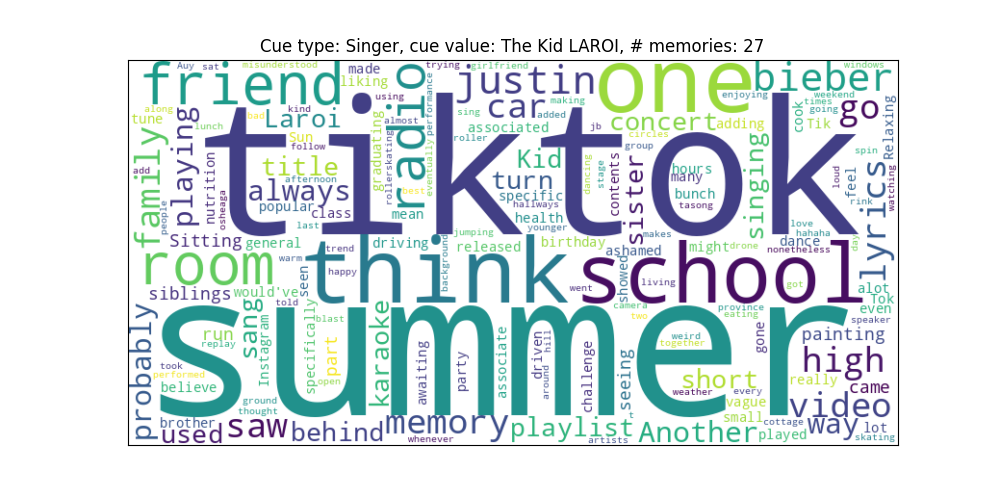 Cue type: Singer, cue value: The Kid LAROI, # memories: 27
tiktok
summer
think
school
one
friend
room
radio
justin
bieber
car
go
family
playing
Laroi
title
always
Kid
turn
concert
singing
sister
lyrics
high
video
way
memory
playlist
Another
saw
behind
used
probably
karaoke
sang
short
painting
Auy sat
misunderstood
made
liking
trying
girlfriend
using
performance
sing
making
added
associated
roller
jb
circles
group
adding
enjoying
weekend
times
going
windows
cook
Tik
Relaxing
along
tune
lunch
kind
bad
Sun
follow
almost
graduating
rollerskating
eventually
afternoon
nutrition
osheaga
add
people
popular
class
mean
best
last
specific
hallways
health
younger
dancing
stage
contents
hours
many
bunch
tasong
loud
feel
spin
rink
watching
Sitting
general
siblings
would've
seen
trend
warm
happy
driving
background
released
jumping
birthday
makes
ashamed
showed
living
went
might
drone
dance
love
hahaha
nonetheless
got
day
alot
Tok
even
told
specifically
Instagram
run
replay
believe
took
performed
ground
thought
brother
blast
open
part
awaiting
party
whenever
associate
driven
around
hill
challenge
seeing
artists
camera
two
weird
together
weather
every
vague
small
province
eating
gone
speaker
cottage
played
really
came
lot
skating